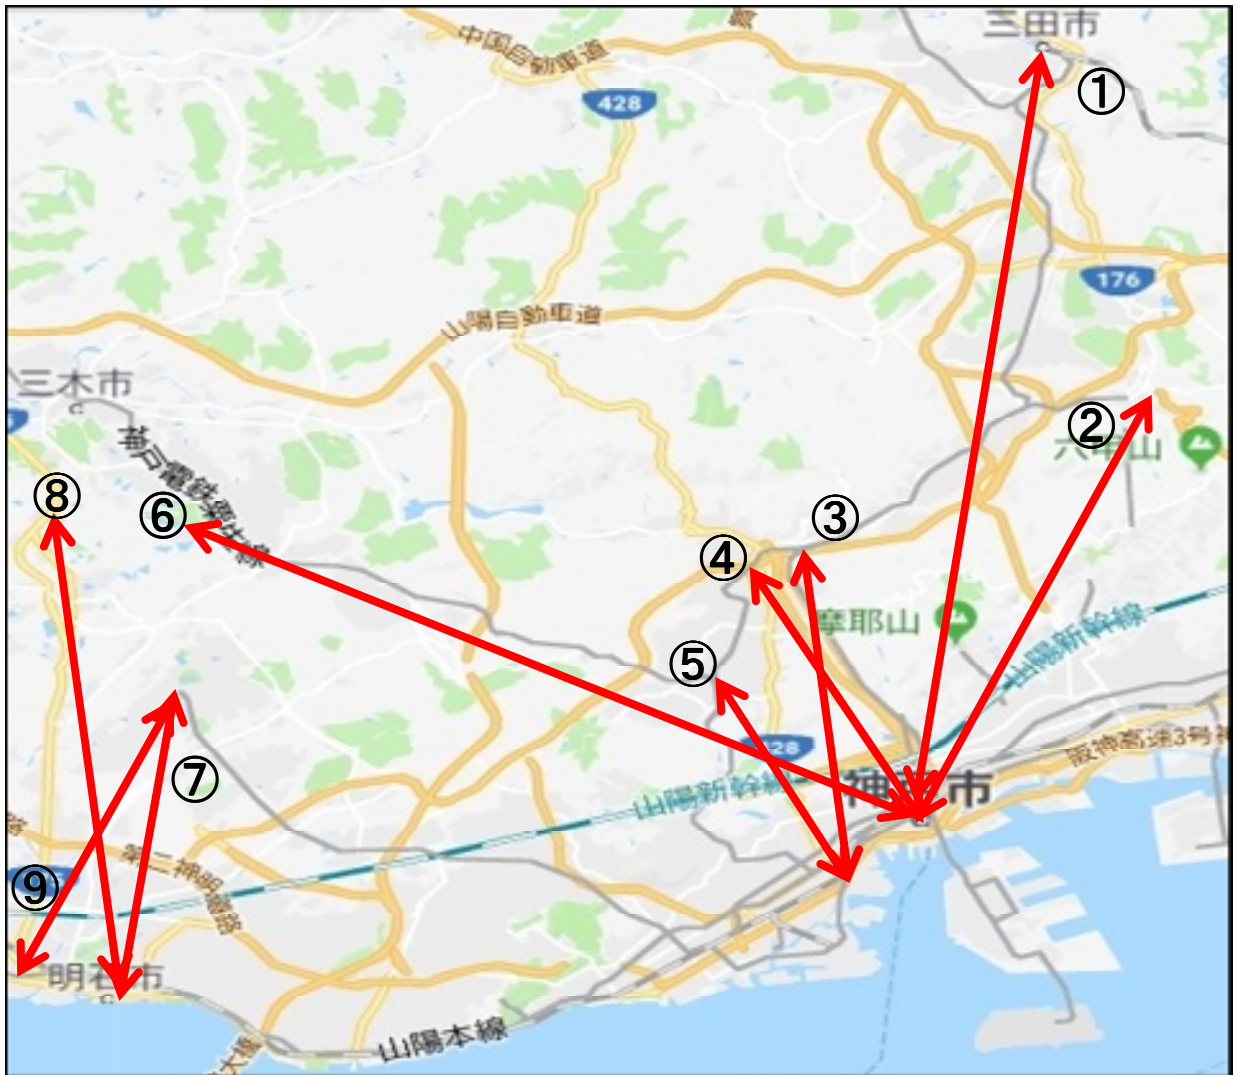 三田市
中国自動車道
①
428
176
山陽自動車道
三木市
②
六甲山
神戸電鉄粟生線
⑧
⑥
③
④
摩耶山
山陽新幹線
⑤
428
⑦
神戸市
阪神高速3号神
山陽新幹線
第二神明道路
⑨
明石市
山陽本線
大橋